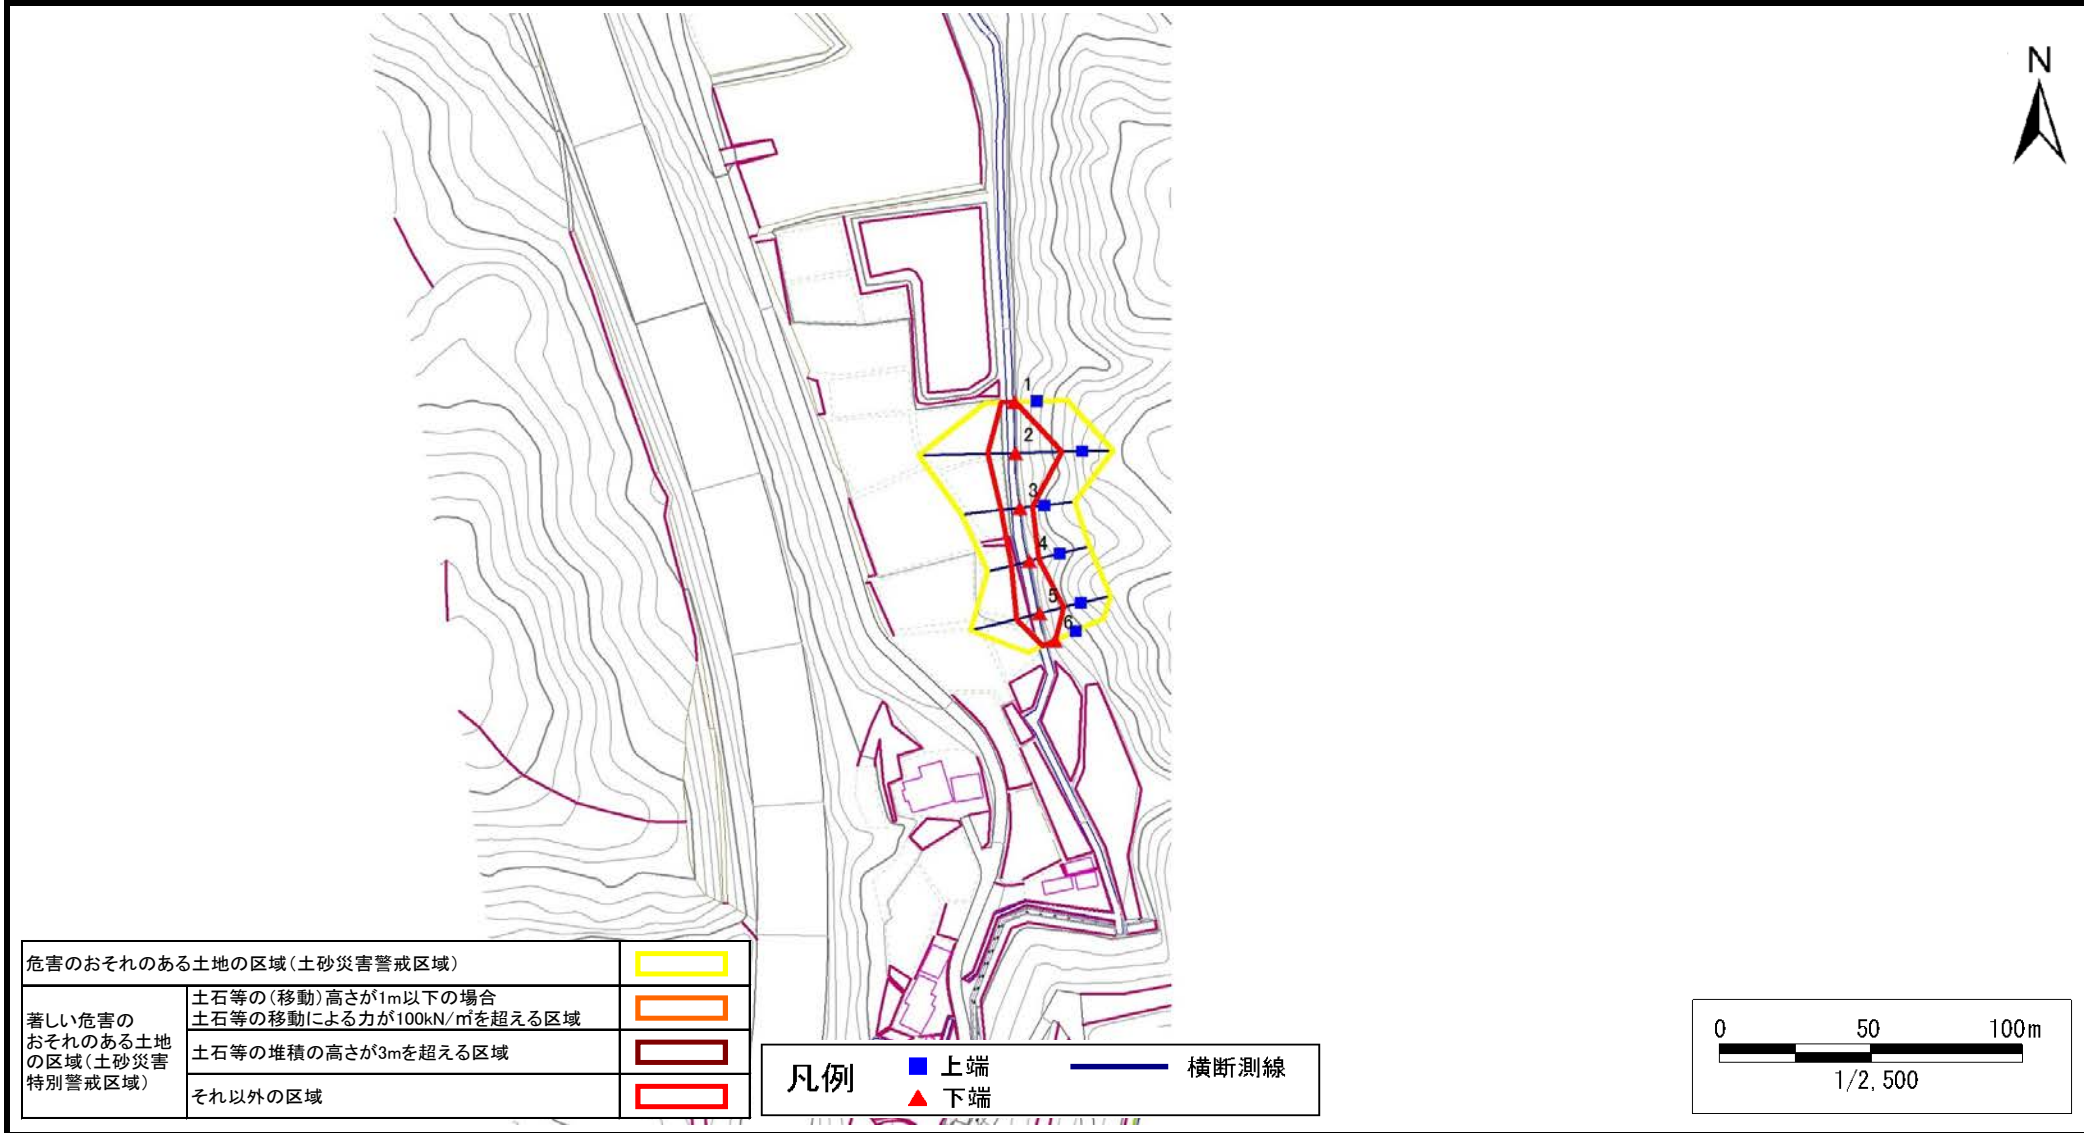 N
1
2
3
4
5
6
危害のおそれのある土地の区域(土砂災害警戒区域)
著しい危害の
おそれのある土地
の区域(土砂災害
特別警戒区域)
土石等の(移動)高さが1m以下の場合
土石等の移動による力が100kN/㎡を超える区域
土石等の堆積の高さが3mを超える区域
それ以外の区域
凡例
上端
下端
横断測線
0 50 100m
1/2,500